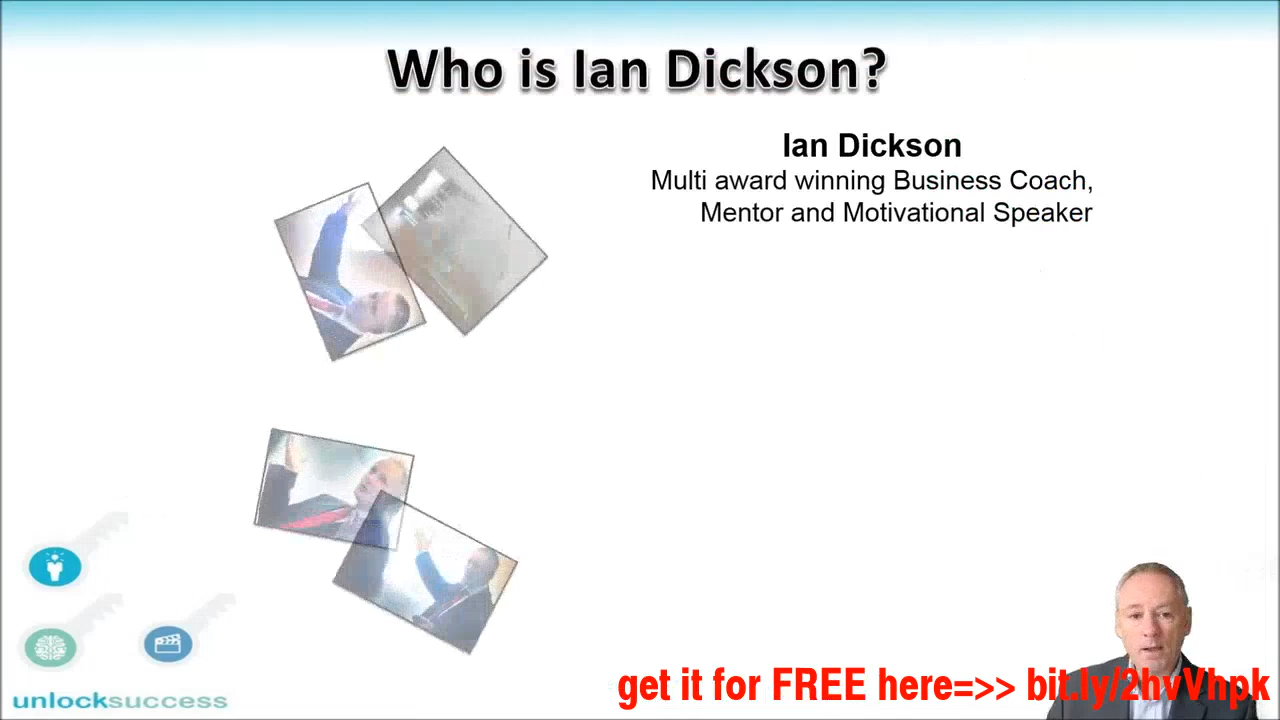 Who is Ian Dickson?
Ian Dickson
Multi award winning Business Coach,
Mentor and Motivational Speaker
unlocksuccess
get it for FREE here=>> bit.ly/2hvVhpk